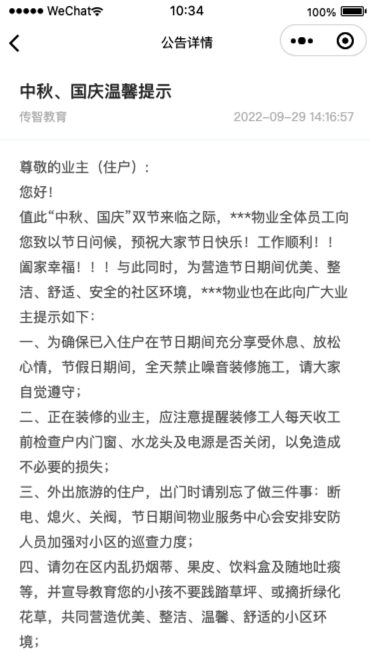 WeChat
10:34
100%
公告详情
中秋、国庆温馨提示
传智教育
2022-09-29 14:16:57
尊敬的业主（住户）：
您好！
值此“中秋、国庆”双节来临之际，***物业全体员工向
您致以节日问候，预祝大家节日快乐！工作顺利！！
阖家幸福！！！与此同时，为营造节日期间优美、整
洁、舒适、安全的社区环境，***物业也在此向广大业
主提示如下：
一、为确保已入住户在节日期间充分享受休息、放松
心情，节假日期间，全天禁止噪音装修施工，请大家
自觉遵守；
二、正在装修的业主，应注意提醒装修工人每天收工
前检查户内门窗、水龙头及电源是否关闭，以免造成
不必要的损失；
三、外出旅游的住户，出门时请别忘了做三件事：断
电、熄火、关阀，节日期间物业服务中心会安排安防
人员加强对小区的巡查力度；
四、请勿在区内乱扔烟蒂、果皮、饮料盒及随地吐痰
等，并宣导教育您的小孩不要践踏草坪、或摘折绿化
花草，共同营造优美、整洁、温馨、舒适的小区环
境；